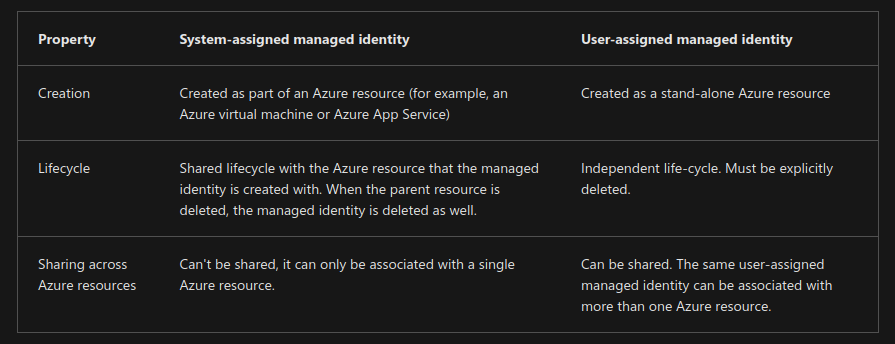 Property System-assigned managed identity User-assigned managed identity
Creation Created as part of an Azure resource (for example, an Created as a stand-alone Azure resource
Azure virtual machine or Azure App Service)
Lifecycle Shared lifecycle with the Azure resource that the managed Independent life-cycle. Must be explicitly
identity is created with. When the parent resource is deleted.
deleted, the managed identity is deleted as well.
Sharing across Can't be shared, it can only be associated with a single Can be shared. The same user-assigned
Azure resources Azure resource. managed identity can be associated with
more than one Azure resource.